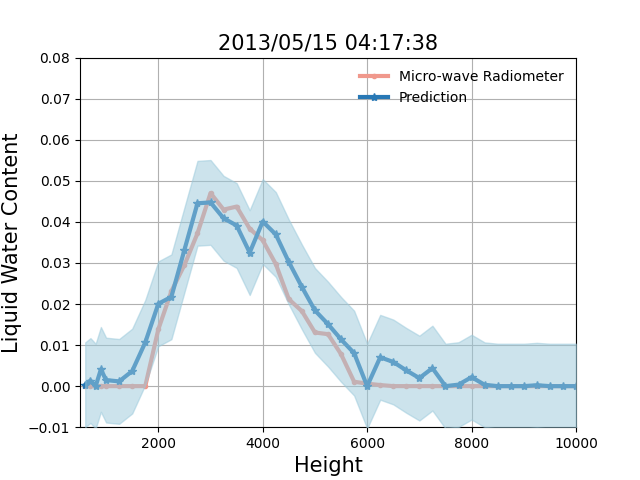 2013/05/15 04:17:38
0.08
0.07
0.06
0.05
0.04
0.03
0.02
0.01
0.00
−0.01
Liquid Water Content
Micro-wave Radiometer
Prediction
2000 4000 6000 8000 10000
Height